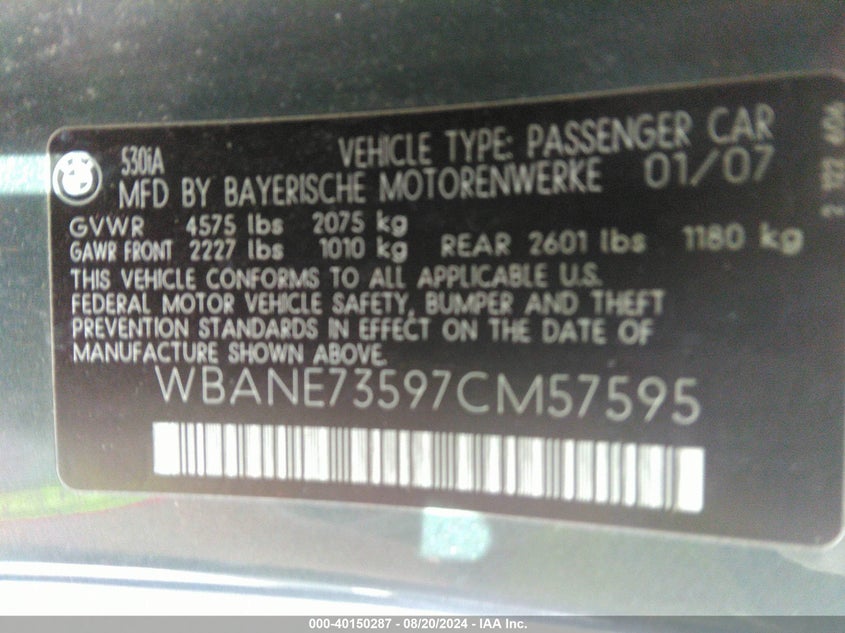 530iA
VEHICLE TYPE: PASSENGER CAR
MFD BY BAYERISCHE MOTORENWERKE 01/07
GVWR 4575 lbs 2075 kg
GAWR FRONT 2227 lbs 1010 kg REAR 2601 lbs 1180 kg
THIS VEHICLE CONFORMS TO ALL APPLICABLE U.S.
FEDERAL MOTOR VEHICLE SAFETY, BUMPER AND THEFT
PREVENTION STANDARDS IN EFFECT ON THE DATE OF
MANUFACTURE SHOWN ABOVE.
WBANE73597CM57595
000-40150287 - 08/20/2024 - IAA Inc.